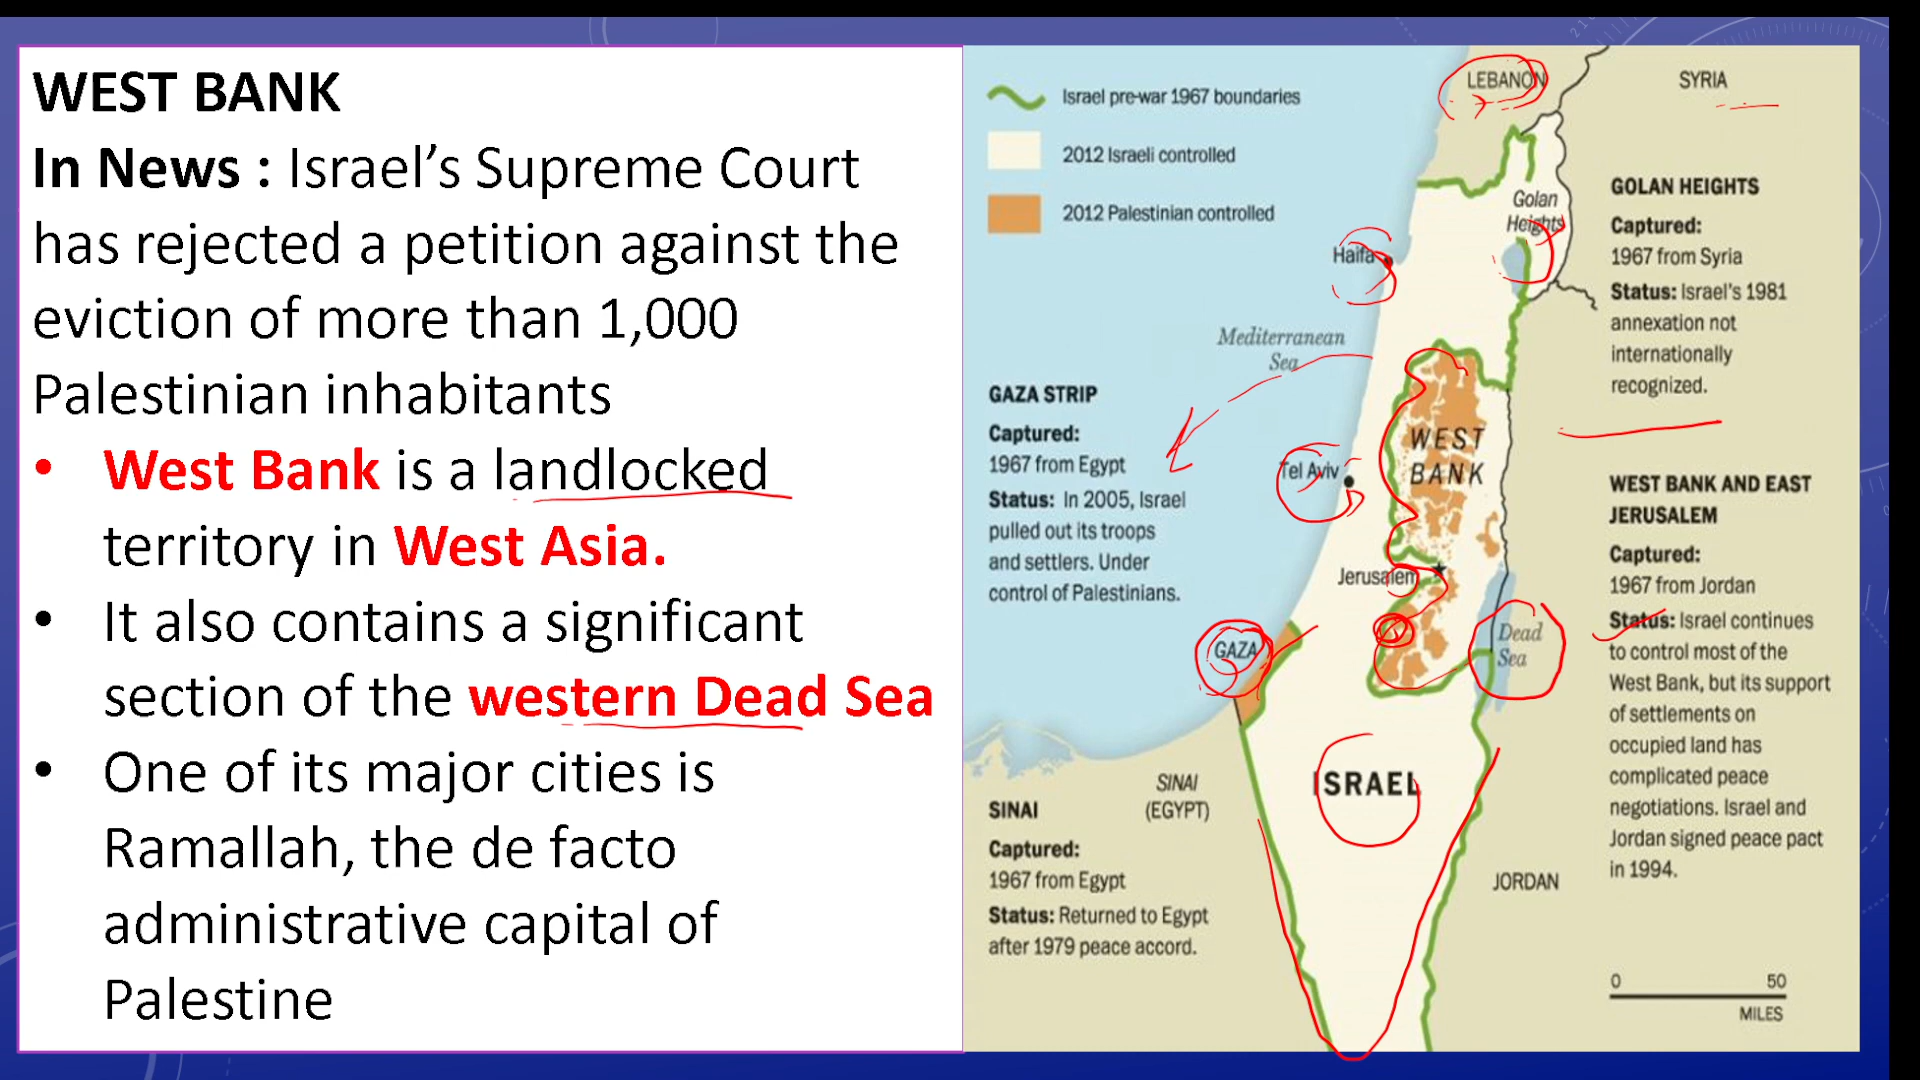 WEST BANK
In News : Israel’s Supreme Court
has rejected a petition against the
eviction of more than 1,000
Palestinian inhabitants
• West Bank is a landlocked
territory in West Asia.
• It also contains a significant
section of the western Dead Sea
• One of its major cities is
Ramallah, the de facto
administrative capital of
Palestine
Israel pre-war 1967 boundaries
2012 Israeli controlled
2012 Palestinian controlled
LEBANON
SYRIA
Golan
Heights
Haifa
Mediterranean
Sea
Tel Aviv
WEST
BANK
Jerusalem
Dead
Sea
GAZA
ISRAEL
SINAI
(EGYPT)
JORDAN
GAZA STRIP
Captured:
1967 from Egypt
Status: In 2005, Israel
pulled out its troops
and settlers. Under
control of Palestinians.
SINAI
Captured:
1967 from Egypt
Status: Returned to Egypt
after 1979 peace accord.
GOLAN HEIGHTS
Captured:
1967 from Syria
Status: Israel's 1981
annexation not
internationally
recognized.
WEST BANK AND EAST
JERUSALEM
Captured:
1967 from Jordan
Status: Israel continues
to control most of the
West Bank, but its support
of settlements on
occupied land has
complicated peace
negotiations. Israel and
Jordan signed peace pact
in 1994.
0 50
MILES